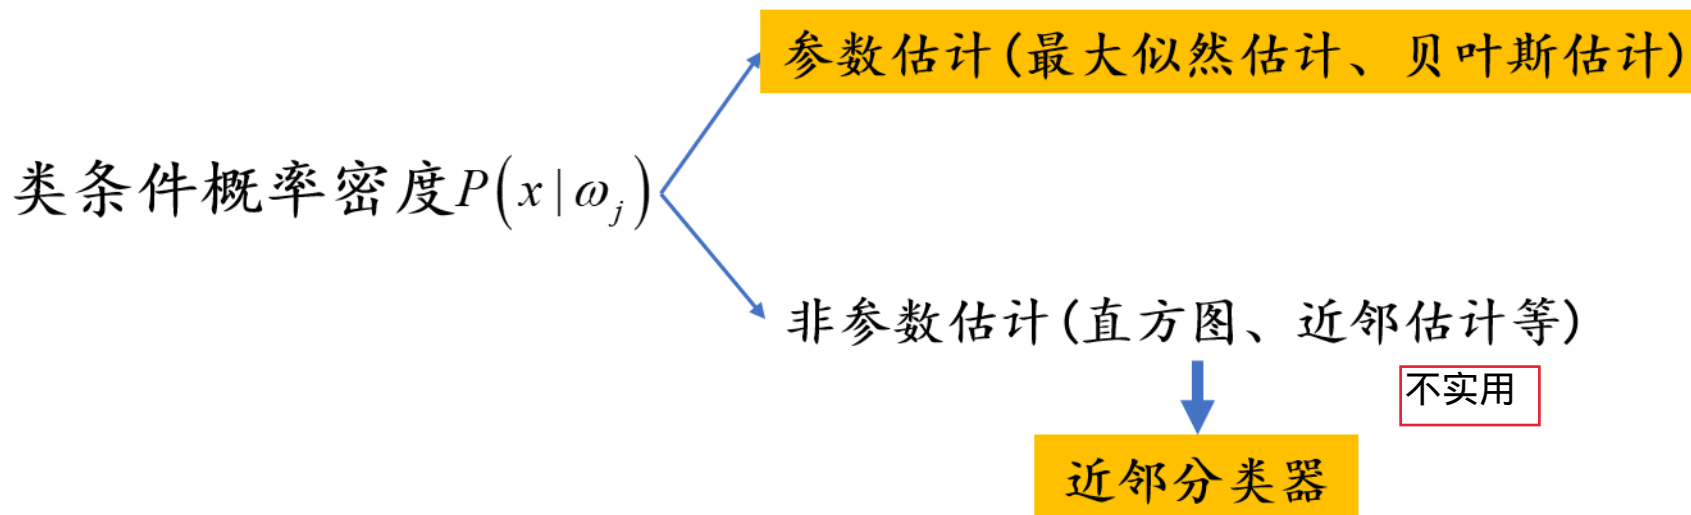 参数估计(最大似然估计、贝叶斯估计)
类条件概率密度P(x|ω_j)
非参数估计(直方图、近邻估计等)
不实用
近邻分类器